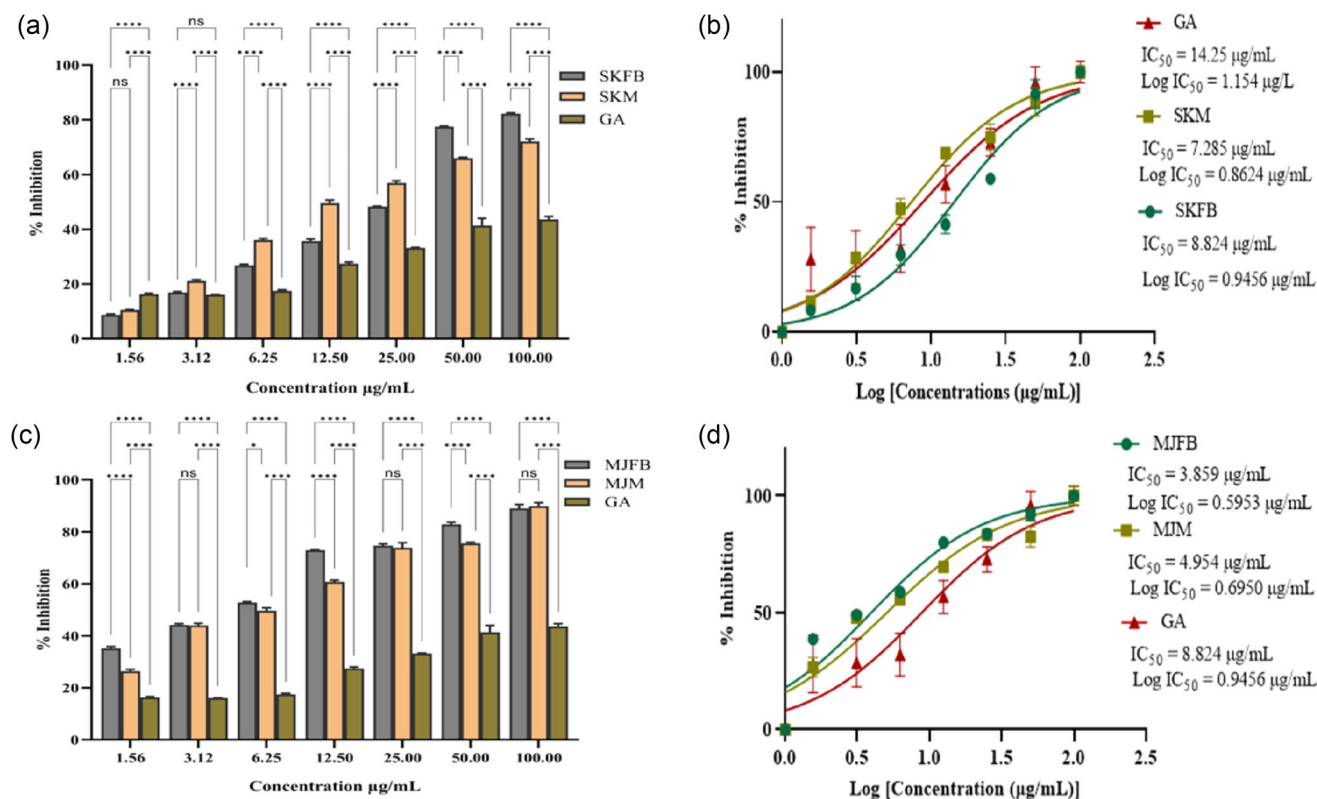 (a)
**** ns **** **** **** **** ****
**** **** **** **** **** **** **** **** **** **** ****
ns ****
SKFB
SKM
GA
100
80
60
40
20
0
% Inhibition
1.56 3.12 6.25 12.50 25.00 50.00 100.00
Concentration µg/mL
(b)
GA
IC50 = 14.25 µg/mL
Log IC50 = 1.154 µg/L
SKM
IC50 = 7.285 µg/mL
Log IC50 = 0.8624 µg/mL
SKFB
IC50 = 8.824 µg/mL
Log IC50 = 0.9456 µg/mL
100
50
0
% Inhibition
0.0 0.5 1.0 1.5 2.0 2.5
Log [Concentrations (µg/mL)]
(c)
**** **** **** **** **** **** ****
**** **** * **** **** **** ns **** ****
**** ns **** **** **** ns ****
MJFB
MJM
GA
100
80
60
40
20
0
% Inhibition
1.56 3.12 6.25 12.50 25.00 50.00 100.00
Concentration µg/mL
(d)
MJFB
IC50 = 3.859 µg/mL
Log IC50 = 0.5953 µg/mL
MJM
IC50 = 4.954 µg/mL
Log IC50 = 0.6950 µg/mL
GA
IC50 = 8.824 µg/mL
Log IC50 = 0.9456 µg/mL
100
50
0
% Inhibition
0.0 0.5 1.0 1.5 2.0 2.5
Log [Concentration (µg/mL)]